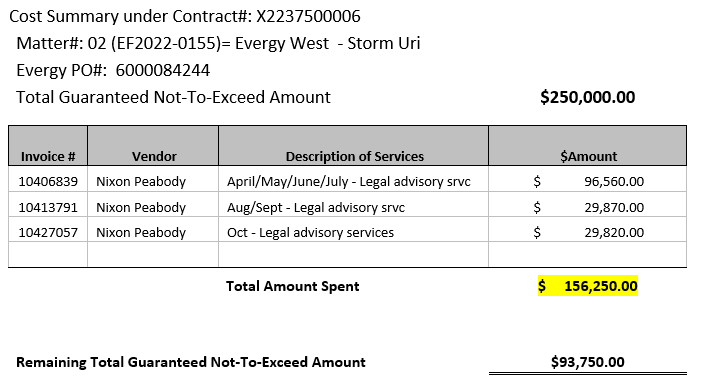 Cost Summary under Contract#: X2237500006
Matter#: 02 (EF2022-0155)= Evergy West - Storm Uri
Evergy PO#: 6000084244
Total Guaranteed Not-To-Exceed Amount $250,000.00
Invoice # Vendor Description of Services $Amount
10406839 Nixon Peabody April/May/June/July - Legal advisory srvc $ 96,560.00
10413791 Nixon Peabody Aug/Sept - Legal advisory srvc $ 29,870.00
10427057 Nixon Peabody Oct - Legal advisory services $ 29,820.00
Total Amount Spent $ 156,250.00
Remaining Total Guaranteed Not-To-Exceed Amount $93,750.00